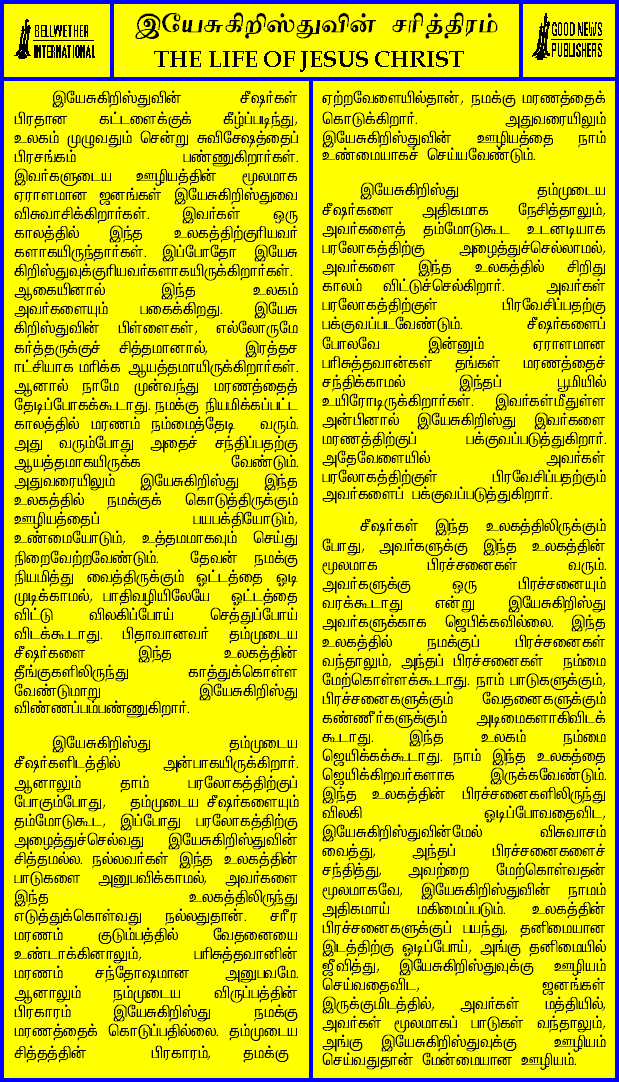 BELLWETHER
INTERNATIONAL
இயேசுகிறிஸ்துவின் சரித்திரம்
THE LIFE OF JESUS CHRIST
GOOD NEWS
PUBLISHERS
இயேசுகிறிஸ்துவின் சீஷர்கள்
பிரதான கட்டளைக்குக் கீழ்ப்படிந்து,
உலகம் முழுவதும் சென்று சுவிசேஷத்தைப்
பிரசங்கம் பண்ணுகிறார்கள்.
இவர்களுடைய ஊழியத்தின் மூலமாக
ஏராளமான ஜனங்கள் இயேசுகிறிஸ்துவை
விசுவாசிக்கிறார்கள். இவர்கள் ஒரு
காலத்தில் இந்த உலகத்திற்குரியவர்
களாகயிருந்தார்கள். இப்போதோ இயேசு
கிறிஸ்துவுக்குரியவர்களாகயிருக்கிறார்கள்.
ஆகையினால் இந்த உலகம்
அவர்களையும் பகைக்கிறது. இயேசு
கிறிஸ்துவின் பிள்ளைகள், எல்லோருமே
கர்த்தருக்குச் சித்தமானால், இரத்தச
ாட்சியாக மரிக்க ஆயத்தமாயிருக்கிறார்கள்.
ஆனால் நாமே முன்வந்து மரணத்தைத்
தேடிப்போகக்கூடாது. நமக்கு நியமிக்கப்பட்ட
காலத்தில் மரணம் நம்மைத்தேடி வரும்.
அது வரும்போது அதைச் சந்திப்பதற்கு
ஆயத்தமாகயிருக்க வேண்டும்.
அதுவரையிலும் இயேசுகிறிஸ்து இந்த
உலகத்தில் நமக்குக் கொடுத்திருக்கும்
ஊழியத்தைப் பயபக்தியோடும்,
உண்மையோடும், உத்தமமாகவும் செய்து
நிறைவேற்றவேண்டும். தேவன் நமக்கு
நியமித்து வைத்திருக்கும் ஓட்டத்தை ஓடி
முடிக்காமல், பாதிவழியிலேயே ஓட்டத்தை
விட்டு விலகிப்போய் செத்துப்போய்
விடக்கூடாது. பிதாவானவர் தம்முடைய
சீஷர்களை இந்த உலகத்தின்
தீங்குகளிலிருந்து காத்துக்கொள்ள
வேண்டுமாறு இயேசுகிறிஸ்து
விண்ணப்பம்பண்ணுகிறார்.
இயேசுகிறிஸ்து தம்முடைய
சீஷர்களிடத்தில் அன்பாகயிருக்கிறார்.
ஆனாலும் தாம் பரலோகத்திற்குப்
போகும்போது, தம்முடைய சீஷர்களையும்
தம்மோடுகூட, இப்போது பரலோகத்திற்கு
அழைத்துச்செல்வது இயேசுகிறிஸ்துவின்
சித்தமல்ல. நல்லவர்கள் இந்த உலகத்தின்
பாடுகளை அனுபவிக்காமல், அவர்களை
இந்த உலகத்திலிருந்து
எடுத்துக்கொள்வது நல்லதுதான். சரீர
மரணம் குடும்பத்தில் வேதனையை
உண்டாக்கினாலும், பரிசுத்தவானின்
மரணம் சந்தோஷமான அனுபவமே.
ஆனாலும் நம்முடைய விருப்பத்தின்
பிரகாரம் இயேசுகிறிஸ்து நமக்கு
மரணத்தைக் கொடுப்பதில்லை. தம்முடைய
சித்தத்தின் பிரகாரம், தமக்கு
ஏற்றவேளையில்தான், நமக்கு மரணத்தைக்
கொடுக்கிறார். அதுவரையிலும்
இயேசுகிறிஸ்துவின் ஊழியத்தை நாம்
உண்மையாகச் செய்யவேண்டும்.
இயேசுகிறிஸ்து தம்முடைய
சீஷர்களை அதிகமாக நேசித்தாலும்,
அவர்களைத் தம்மோடுகூட உடனடியாக
பரலோகத்திற்கு அழைத்துச்செல்லாமல்,
அவர்களை இந்த உலகத்தில் சிறிது
காலம் விட்டுச்செல்கிறார். அவர்கள்
பரலோகத்திற்குள் பிரவேசிப்பதற்கு
பக்குவப்படவேண்டும். சீஷர்களைப்
போலவே இன்னும் ஏராளமான
பரிசுத்தவான்கள் தங்கள் மரணத்தைச்
சந்திக்காமல் இந்தப் பூமியில்
உயிரோடிருக்கிறார்கள். இவர்கள்மீதுள்ள
அன்பினால் இயேசுகிறிஸ்து இவர்களை
மரணத்திற்குப் பக்குவப்படுத்துகிறார்.
அதேவேளையில் அவர்கள்
பரலோகத்திற்குள் பிரவேசிப்பதற்கும்
அவர்களைப் பக்குவப்படுத்துகிறார்.
சீஷர்கள் இந்த உலகத்திலிருக்கும்
போது, அவர்களுக்கு இந்த உலகத்தின்
மூலமாக பிரச்சனைகள் வரும்.
அவர்களுக்கு ஒரு பிரச்சனையும்
வரக்கூடாது என்று இயேசுகிறிஸ்து
அவர்களுக்காக ஜெபிக்கவில்லை. இந்த
உலகத்தில் நமக்குப் பிரச்சனைகள்
வந்தாலும், அந்தப் பிரச்சனைகள் நம்மை
மேற்கொள்ளக்கூடாது. நாம் பாடுகளுக்கும்,
பிரச்சனைகளுக்கும் வேதனைகளுக்கும்
கண்ணீர்களுக்கும் அடிமைகளாகிவிடக்
கூடாது. இந்த உலகம் நம்மை
ஜெயிக்கக்கூடாது. நாம் இந்த உலகத்தை
ஜெயிக்கிறவர்களாக இருக்கவேண்டும்.
இந்த உலகத்தின் பிரச்சனைகளிலிருந்து
விலகி ஓடிப்போவதைவிட,
இயேசுகிறிஸ்துவின்மேல் விசுவாசம்
வைத்து, அந்தப் பிரச்சனைகளைச்
சந்தித்து, அவற்றை மேற்கொள்வதன்
மூலமாகவே, இயேசுகிறிஸ்துவின் நாமம்
அதிகமாய் மகிமைப்படும். உலகத்தின்
பிரச்சனைகளுக்குப் பயந்து, தனிமையான
இடத்திற்கு ஓடிப்போய், அங்கு தனிமையில்
ஜீவித்து, இயேசுகிறிஸ்துவுக்கு ஊழியம்
செய்வதைவிட, ஜனங்கள்
இருக்குமிடத்தில், அவர்கள் மத்தியில்,
அவர்கள் மூலமாகப் பாடுகள் வந்தாலும்,
அங்கு இயேசுகிறிஸ்துவுக்கு ஊழியம்
செய்வதுதான் மேன்மையான ஊழியம்.